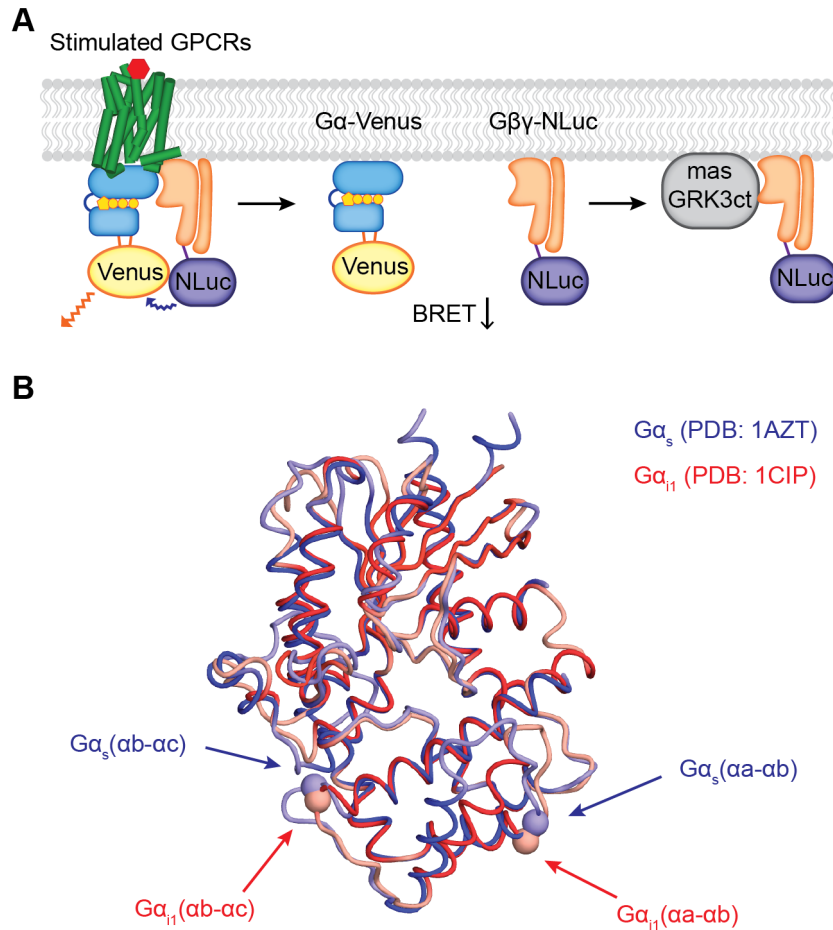 A
Stimulated GPCRs
Gα-Venus
Gβγ-NLuc
mas
GRK3ct
Venus
NLuc
Venus
NLuc
NLuc
BRET↓
B
Gαs (PDB: 1AZT)
Gαi1 (PDB: 1CIP)
Gαs(αb-αc)
Gαs(αa-αb)
Gαi1(αb-αc)
Gαi1(αa-αb)